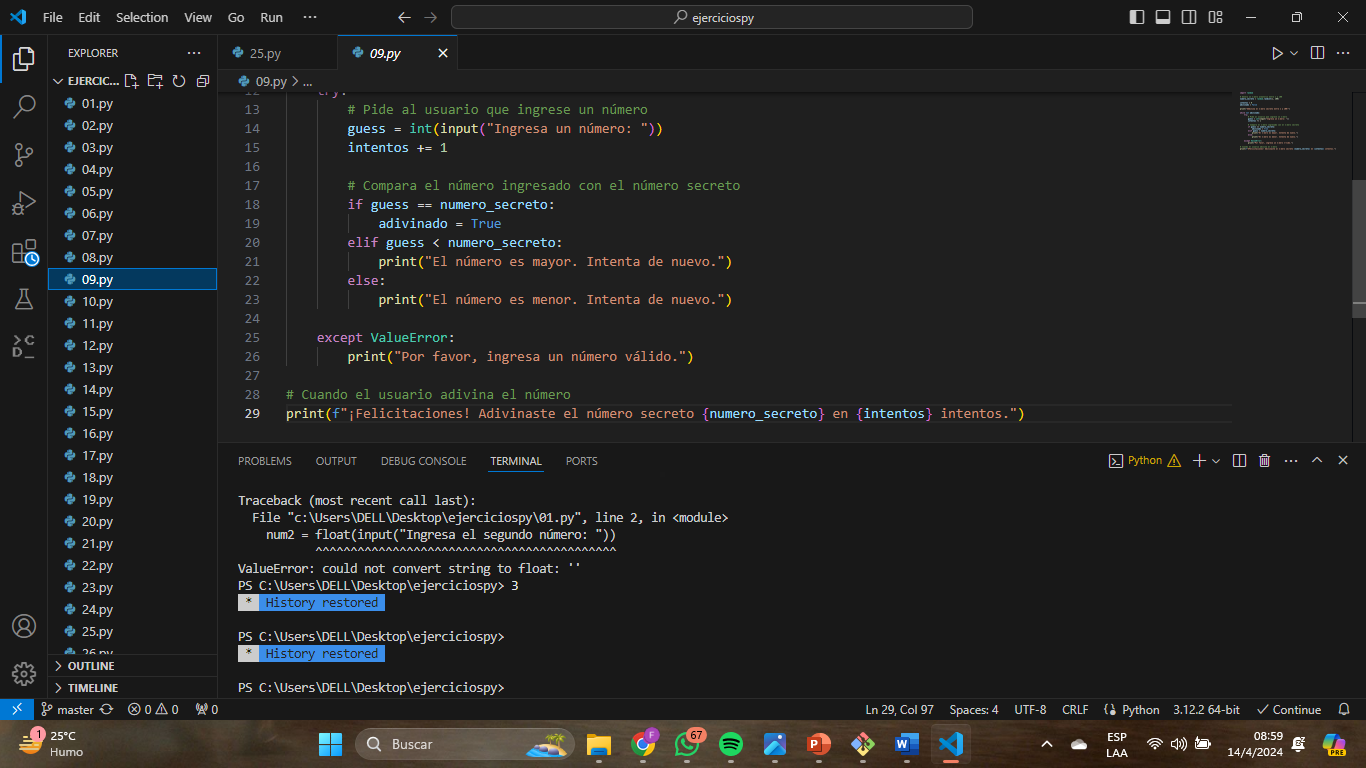 File Edit Selection View Go Run ···
ejerciciospy
EXPLORER
25.py
09.py
EJERCIC...
09.py > ...
01.py
02.py
03.py
04.py
05.py
06.py
07.py
08.py
09.py
10.py
11.py
12.py
13.py
14.py
15.py
16.py
17.py
18.py
19.py
20.py
21.py
22.py
23.py
24.py
25.py
26.py
OUTLINE
TIMELINE
12 try:
13 # Pide al usuario que ingrese un número
14 guess = int(input("Ingresa un número: "))
15 intentos += 1
16
17 # Compara el número ingresado con el número secreto
18 if guess == numero_secreto:
19 adivinado = True
20 elif guess < numero_secreto:
21 print("El número es mayor. Intenta de nuevo.")
22 else:
23 print("El número es menor. Intenta de nuevo.")
24
25 except ValueError:
26 print("Por favor, ingresa un número válido.")
27
28 # Cuando el usuario adivina el número
29 print(f"¡Felicitaciones! Adivinaste el número secreto {numero_secreto} en {intentos} intentos.")
PROBLEMS OUTPUT DEBUG CONSOLE TERMINAL PORTS
Python
Traceback (most recent call last):
File "c:\Users\DELL\Desktop\ejerciciospy\01.py", line 2, in <module>
num2 = float(input("Ingresa el segundo número: "))
^^^^^^^^^^^^^^^^^^^^^^^^^^^^^^^^^^^^^^^^^^^
ValueError: could not convert string to float: ''
PS C:\Users\DELL\Desktop\ejerciciospy> 3
* History restored
PS C:\Users\DELL\Desktop\ejerciciospy>
* History restored
PS C:\Users\DELL\Desktop\ejerciciospy>
master 0 0 0
Ln 29, Col 97 Spaces: 4 UTF-8 CRLF Python 3.12.2 64-bit Continue
1
25°C
Humo
Buscar
F
67
ESP
LAA
08:59
14/4/2024
PRE